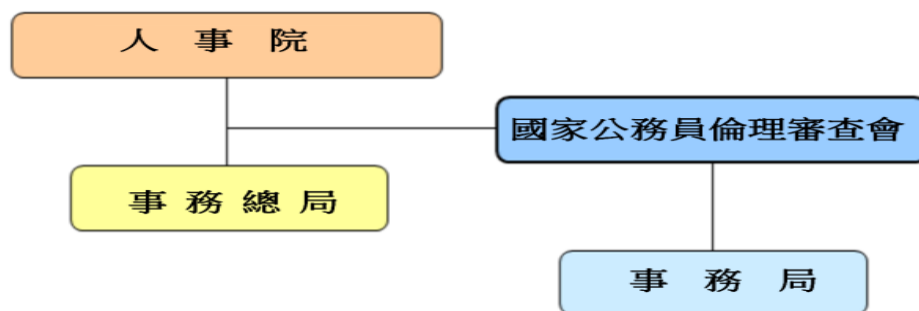 人 事 院
國家公務員倫理審查會
事 務 總 局
事 務 局